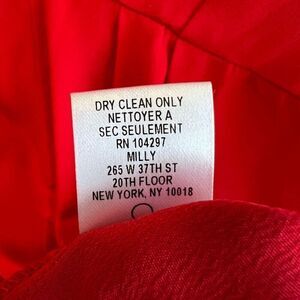 DRY CLEAN ONLY
NETTOYER A
SEC SEULEMENT
RN 104297
MILLY
265 W 37TH ST
20TH FLOOR
NEW YORK, NY 10018